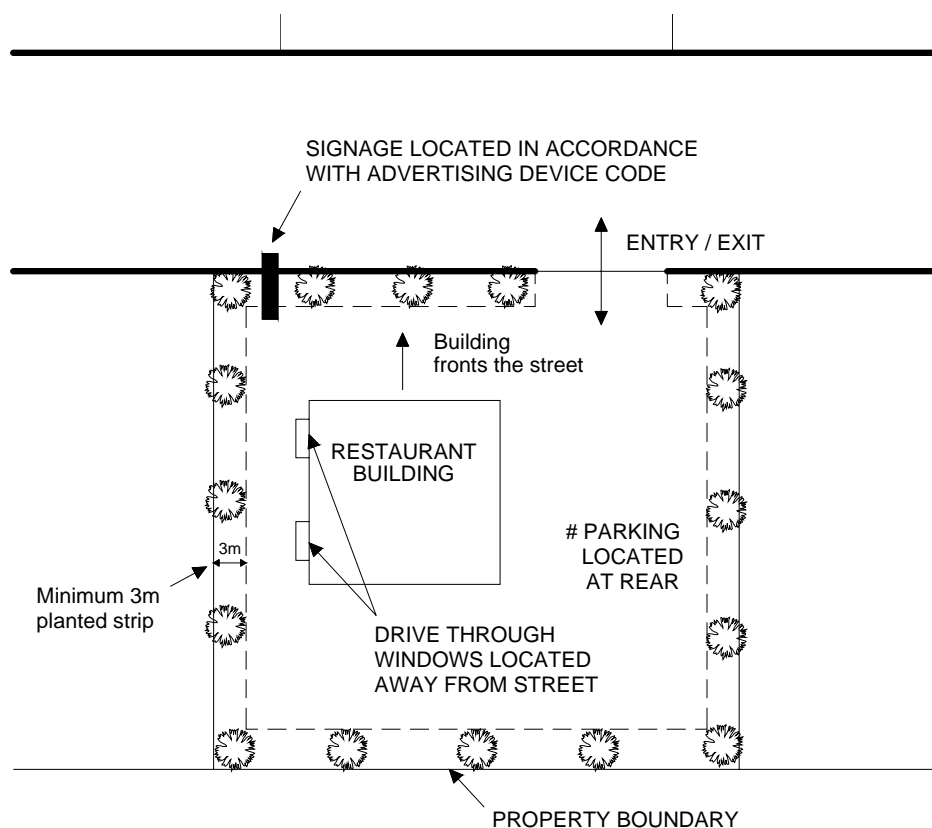 SIGNAGE LOCATED IN ACCORDANCE
WITH ADVERTISING DEVICE CODE
ENTRY / EXIT
Building
fronts the street
RESTAURANT
BUILDING
# PARKING
LOCATED
AT REAR
3m
Minimum 3m
planted strip
DRIVE THROUGH
WINDOWS LOCATED
AWAY FROM STREET
PROPERTY BOUNDARY